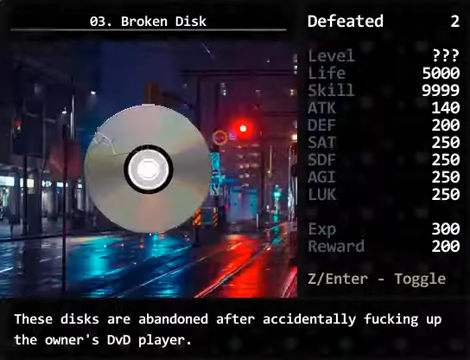 03. Broken Disk
Defeated 2
Level ???
Life 5000
Skill 9999
ATK 140
DEF 200
SAT 250
SDF 250
AGI 250
LUK 250
Exp 300
Reward 200
Z/Enter - Toggle
These disks are abandoned after accidentally fucking up
the owner's DvD player.